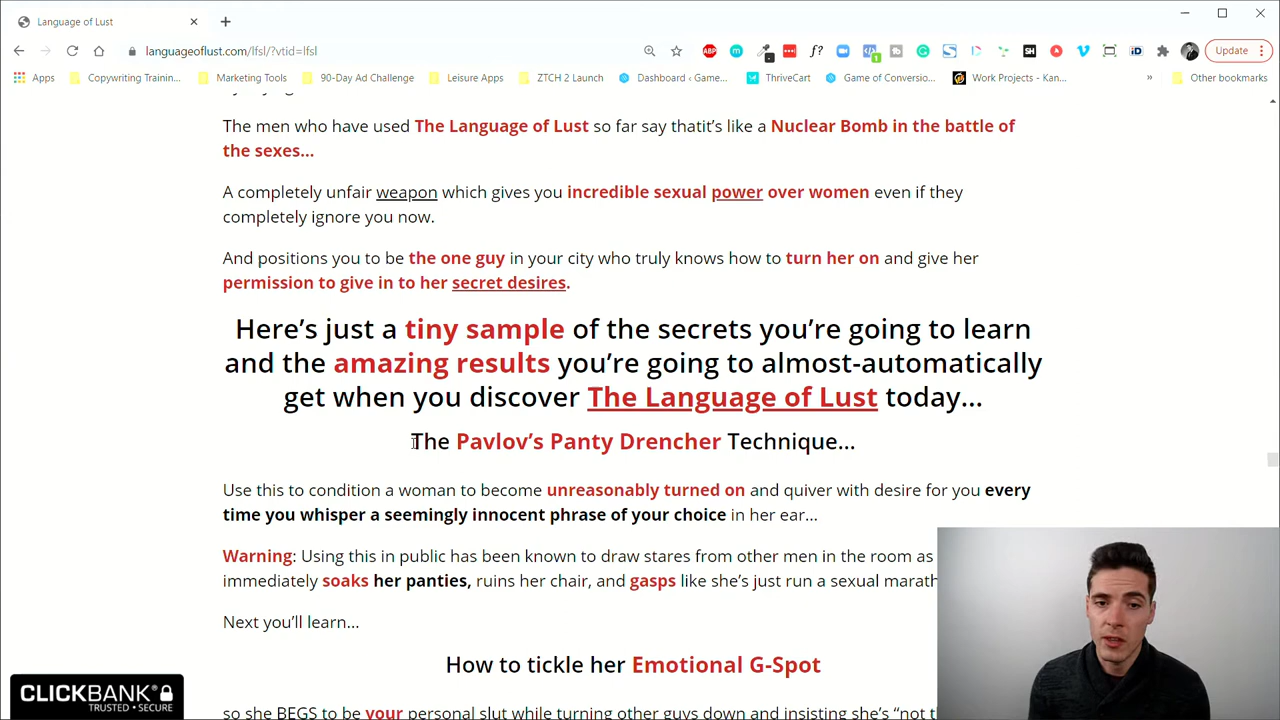 Language of Lust
languageoflust.com/lfsl/?vtid=lfsl
ABP
m
f?
1
SH
iD
Update
Apps
Copywriting Trainin...
Marketing Tools
90-Day Ad Challenge
Leisure Apps
ZTCH 2 Launch
Dashboard ‹ Game...
ThriveCart
Game of Conversio...
Work Projects - Kan...
»
Other bookmarks
The men who have used The Language of Lust so far say thatit's like a Nuclear Bomb in the battle of
the sexes...
A completely unfair weapon which gives you incredible sexual power over women even if they
completely ignore you now.
And positions you to be the one guy in your city who truly knows how to turn her on and give her
permission to give in to her secret desires.
Here's just a tiny sample of the secrets you're going to learn
and the amazing results you're going to almost-automatically
get when you discover The Language of Lust today...
The Pavlov's Panty Drencher Technique...
Use this to condition a woman to become unreasonably turned on and quiver with desire for you every
time you whisper a seemingly innocent phrase of your choice in her ear...
Warning: Using this in public has been known to draw stares from other men in the room as
immediately soaks her panties, ruins her chair, and gasps like she's just run a sexual marath
Next you'll learn...
How to tickle her Emotional G-Spot
so she BEGS to be your personal slut while turning other guys down and insisting she's "not t
CLICKBANK®
TRUSTED • SECURE